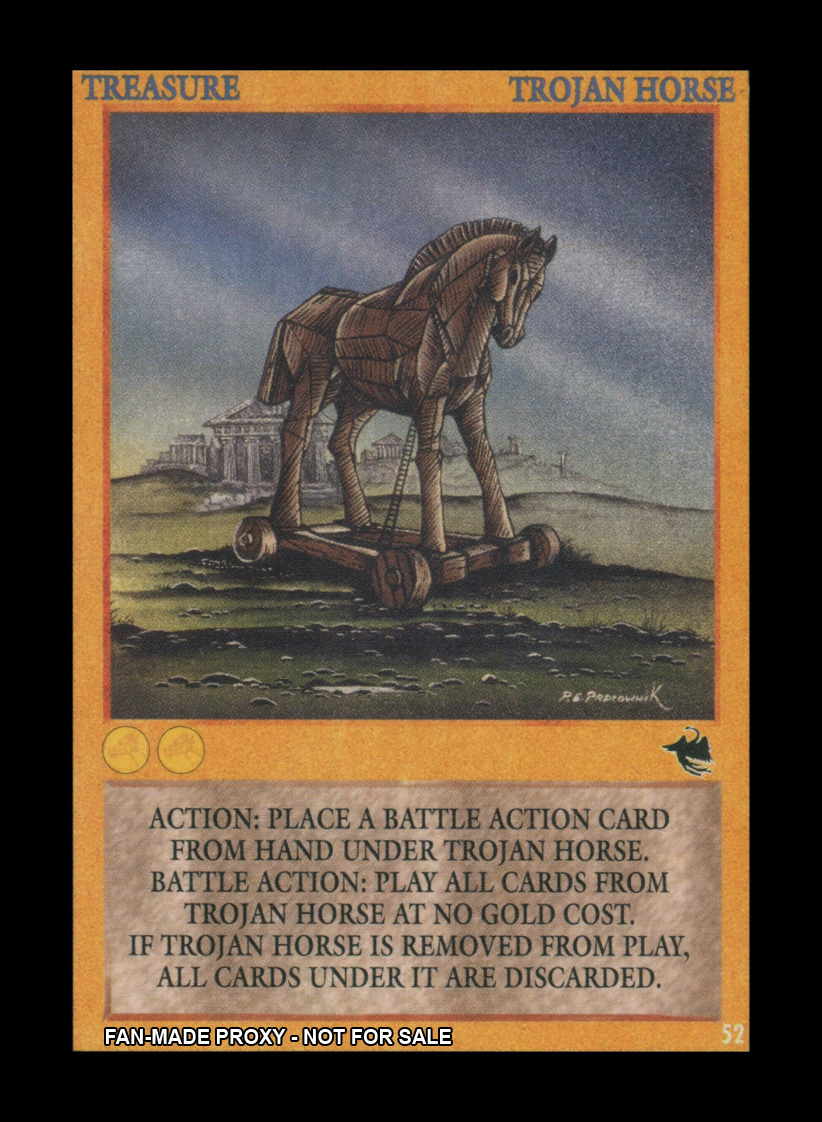 TREASURE TROJAN HORSE
P.E. PRACOWNIK
ACTION: PLACE A BATTLE ACTION CARD
FROM HAND UNDER TROJAN HORSE.
BATTLE ACTION: PLAY ALL CARDS FROM
TROJAN HORSE AT NO GOLD COST.
IF TROJAN HORSE IS REMOVED FROM PLAY,
ALL CARDS UNDER IT ARE DISCARDED.
FAN-MADE PROXY - NOT FOR SALE 52